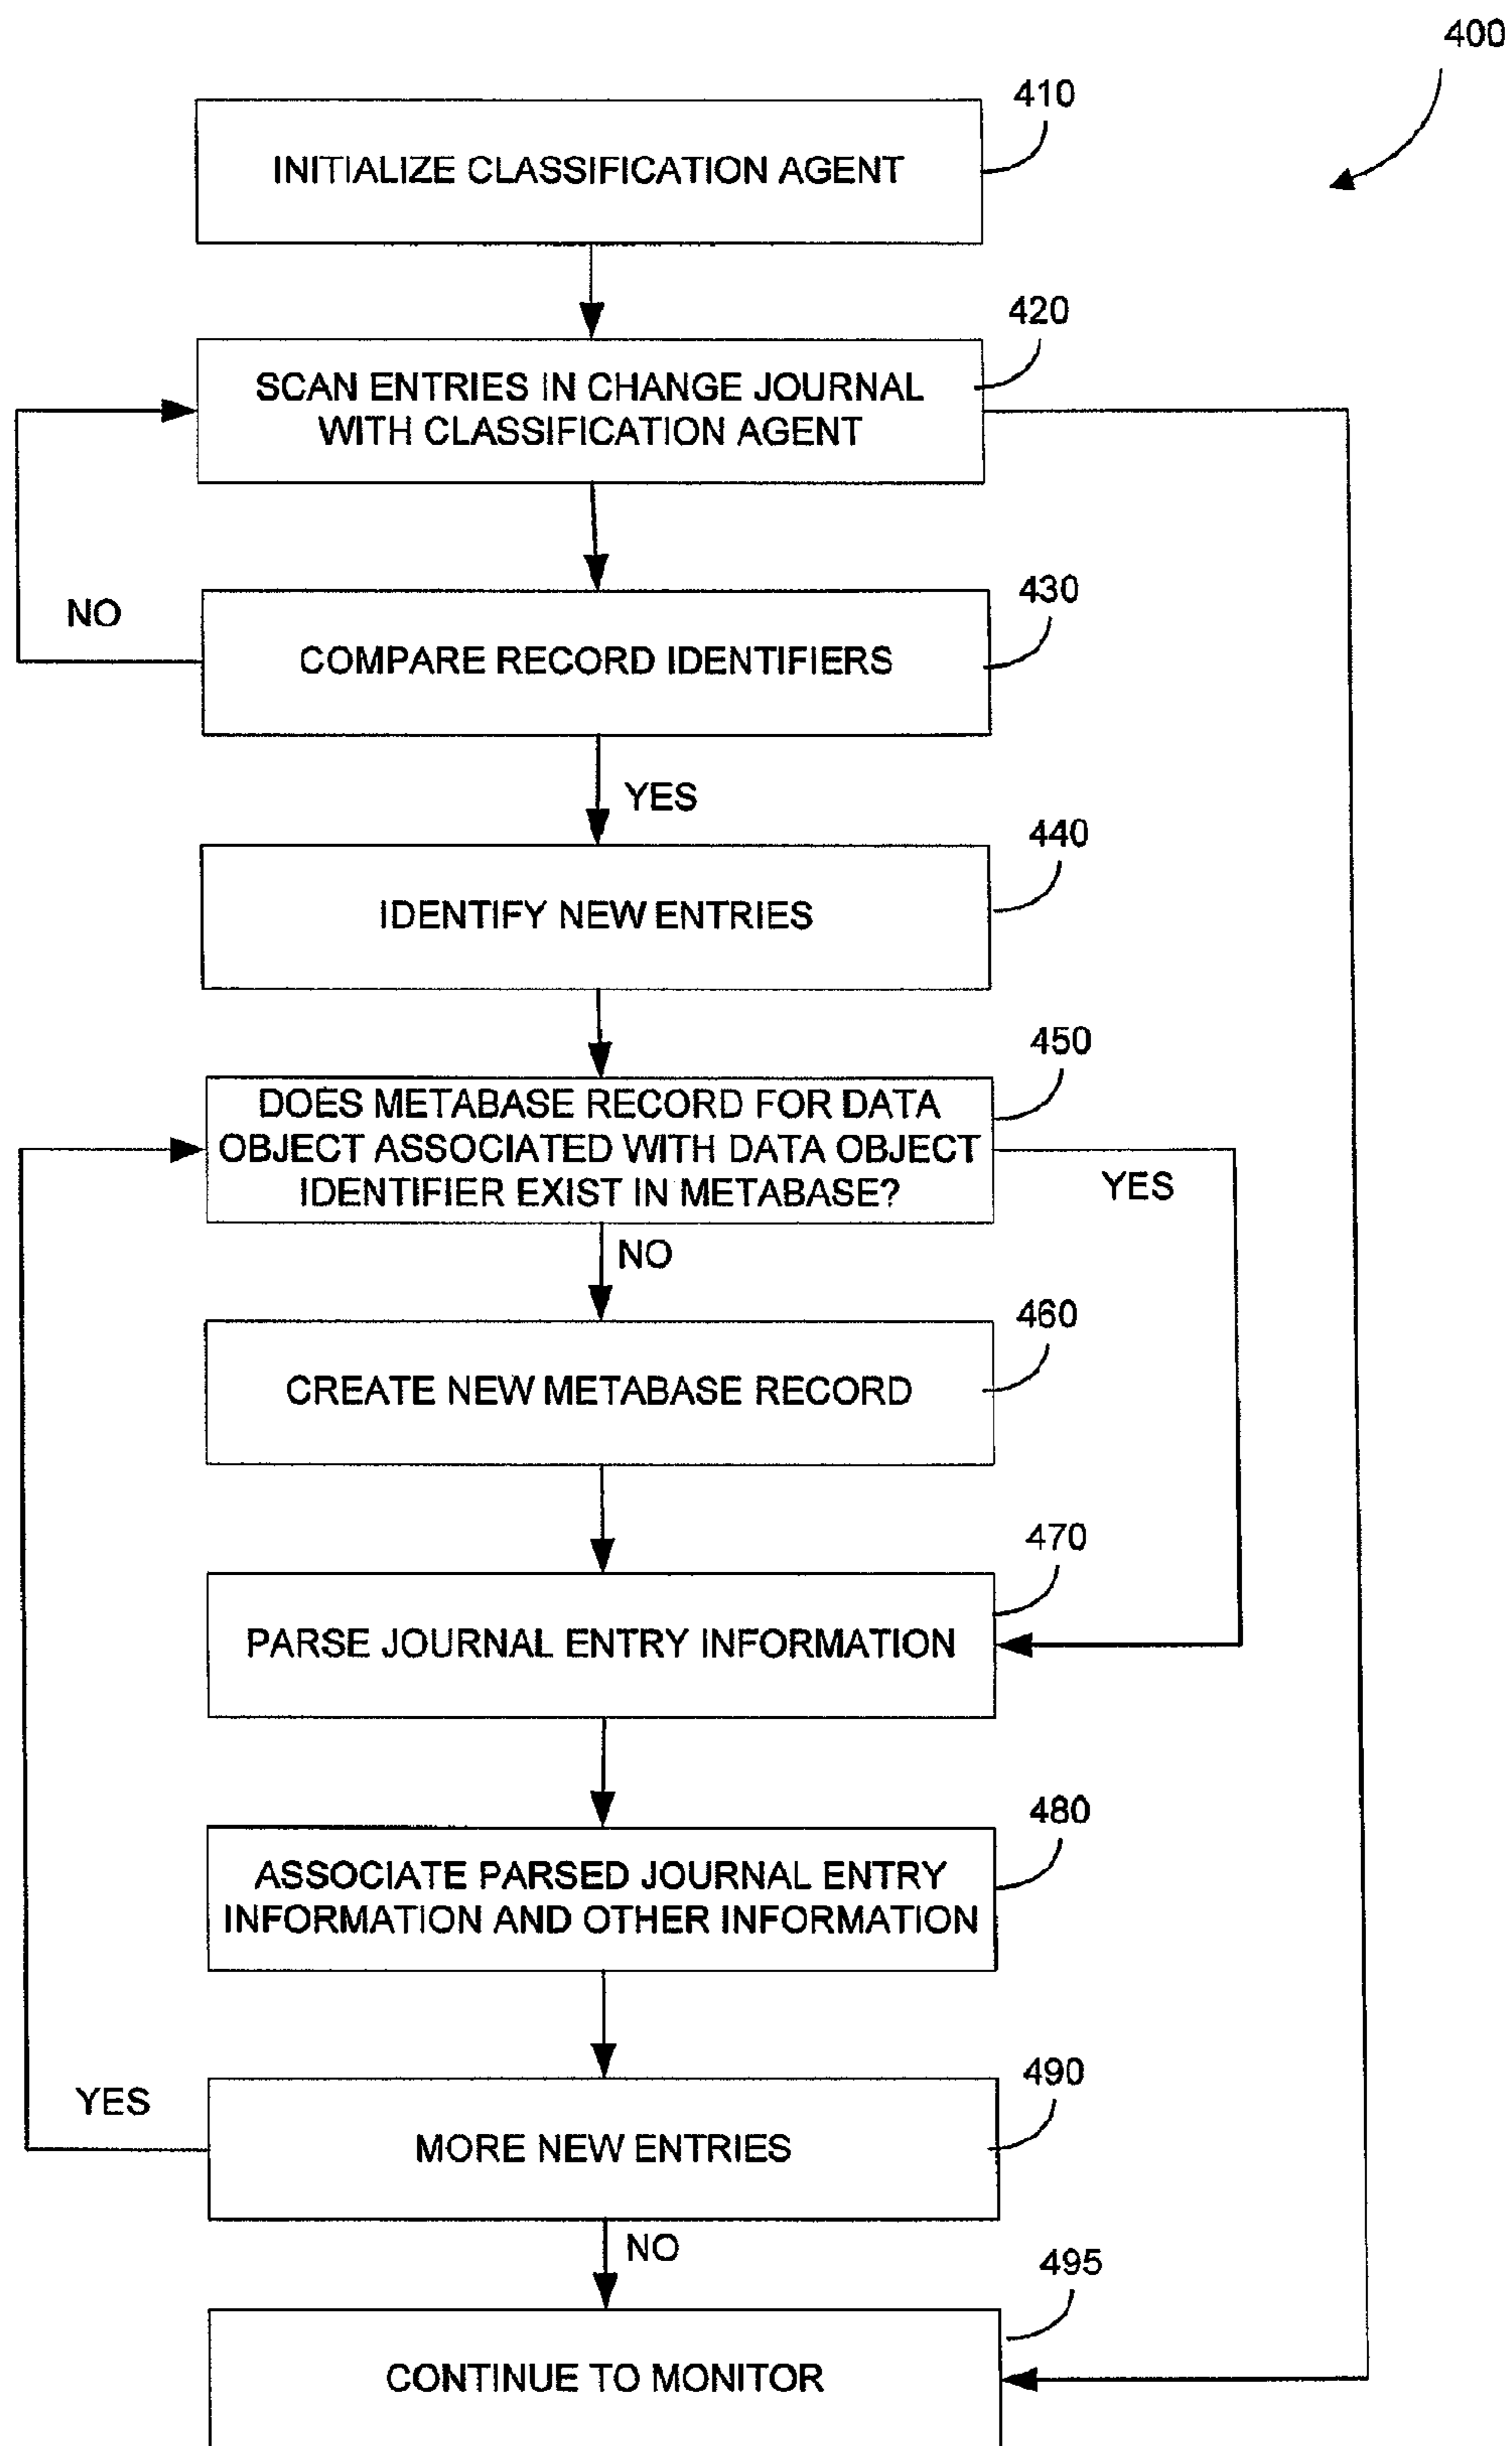 400
410
INITIALIZE CLASSIFICATION AGENT
420
SCAN ENTRIES IN CHANGE JOURNAL
WITH CLASSIFICATION AGENT
430
NO
COMPARE RECORD IDENTIFIERS
YES
440
IDENTIFY NEW ENTRIES
450
DOES METABASE RECORD FOR DATA
OBJECT ASSOCIATED WITH DATA OBJECT
IDENTIFIER EXIST IN METABASE?
YES
NO
460
CREATE NEW METABASE RECORD
470
PARSE JOURNAL ENTRY INFORMATION
480
ASSOCIATE PARSED JOURNAL ENTRY
INFORMATION AND OTHER INFORMATION
490
YES
MORE NEW ENTRIES
NO
495
CONTINUE TO MONITOR